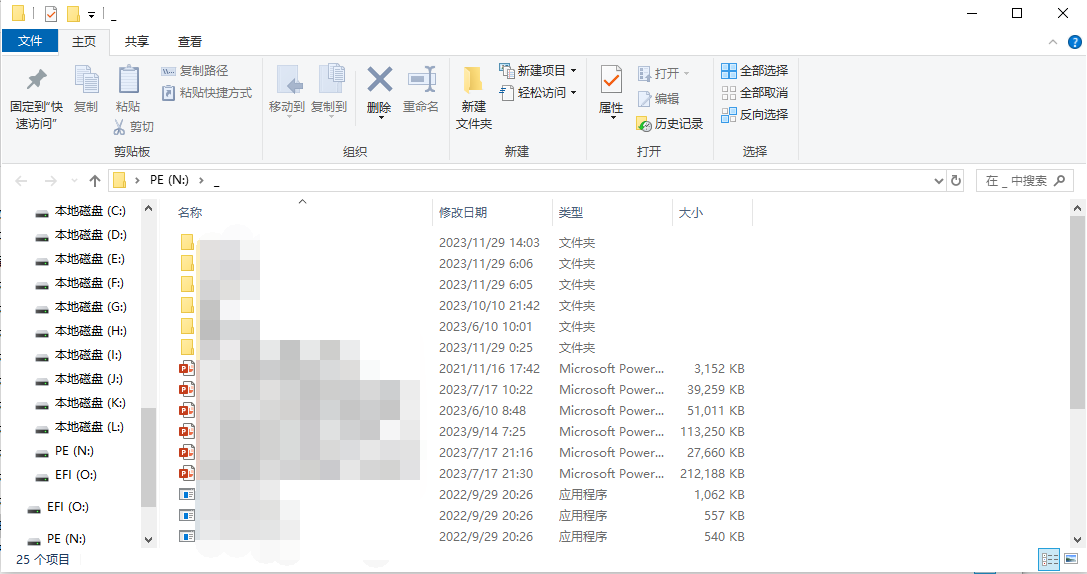 _
文件 主页 共享 查看
固定到"快速访问" 复制 粘贴 复制路径 粘贴快捷方式 剪切 移动到 复制到 删除 重命名 新建文件夹 新建项目 轻松访问 属性 打开 编辑 历史记录 全部选择 全部取消 反向选择
剪贴板 组织 新建 打开 选择
PE (N:) _ 在 _ 中搜索
名称 修改日期 类型 大小
本地磁盘 (C:)
本地磁盘 (D:)
本地磁盘 (E:)
本地磁盘 (F:)
本地磁盘 (G:)
本地磁盘 (H:)
本地磁盘 (I:)
本地磁盘 (J:)
本地磁盘 (K:)
本地磁盘 (L:)
PE (N:)
EFI (O:)
EFI (O:)
PE (N:)
2023/11/29 14:03 文件夹
2023/11/29 6:06 文件夹
2023/11/29 6:05 文件夹
2023/10/10 21:42 文件夹
2023/6/10 10:01 文件夹
2023/11/29 0:25 文件夹
2021/11/16 17:42 Microsoft Power... 3,152 KB
2023/7/17 10:22 Microsoft Power... 39,259 KB
2023/6/10 8:48 Microsoft Power... 51,011 KB
2023/9/14 7:25 Microsoft Power... 113,250 KB
2023/7/17 21:16 Microsoft Power... 27,660 KB
2023/7/17 21:30 Microsoft Power... 212,188 KB
2022/9/29 20:26 应用程序 1,062 KB
2022/9/29 20:26 应用程序 557 KB
2022/9/29 20:26 应用程序 540 KB
25 个项目